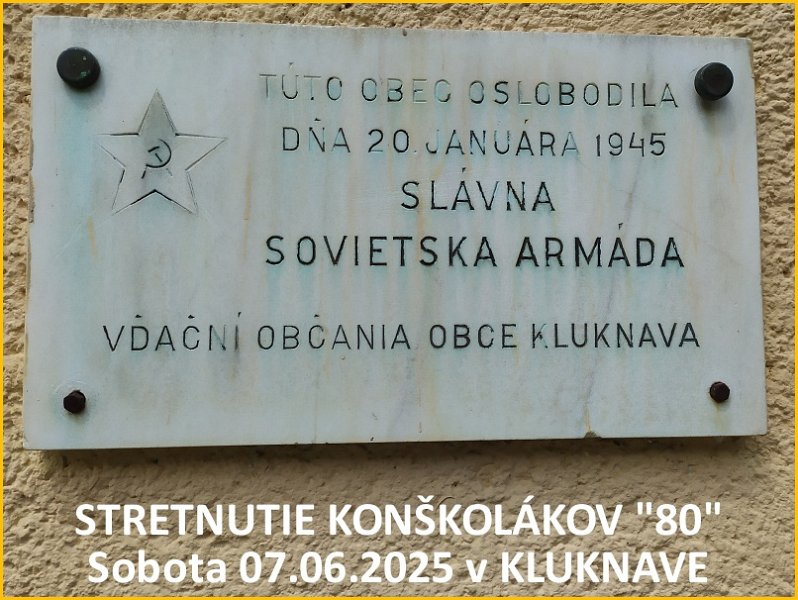 TÚTO OBEC OSLOBODILA
DŇA 20. JANUÁRA 1945
SLÁVNA
SOVIETSKA ARMÁDA
VĎAČNÍ OBČANIA OBCE KLUKNAVA
STRETNUTIE KONŠKOLÁKOV "80"
Sobota 07.06.2025 v KLUKNAVE